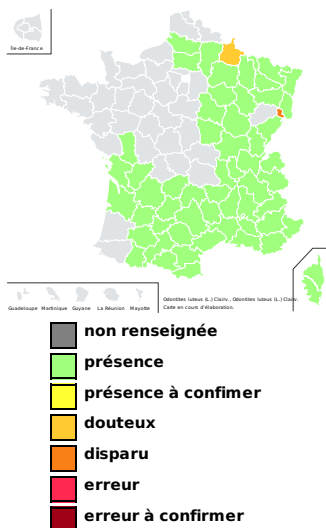 Île-de-France
Guadeloupe Martinique Guyane La Réunion Mayotte
Odontites luteus (L.) Clairv., Odontites luteus (L.) Clairv.
Carte en cours d'élaboration.
non renseignée
présence
présence à confimer
douteux
disparu
erreur
erreur à confirmer